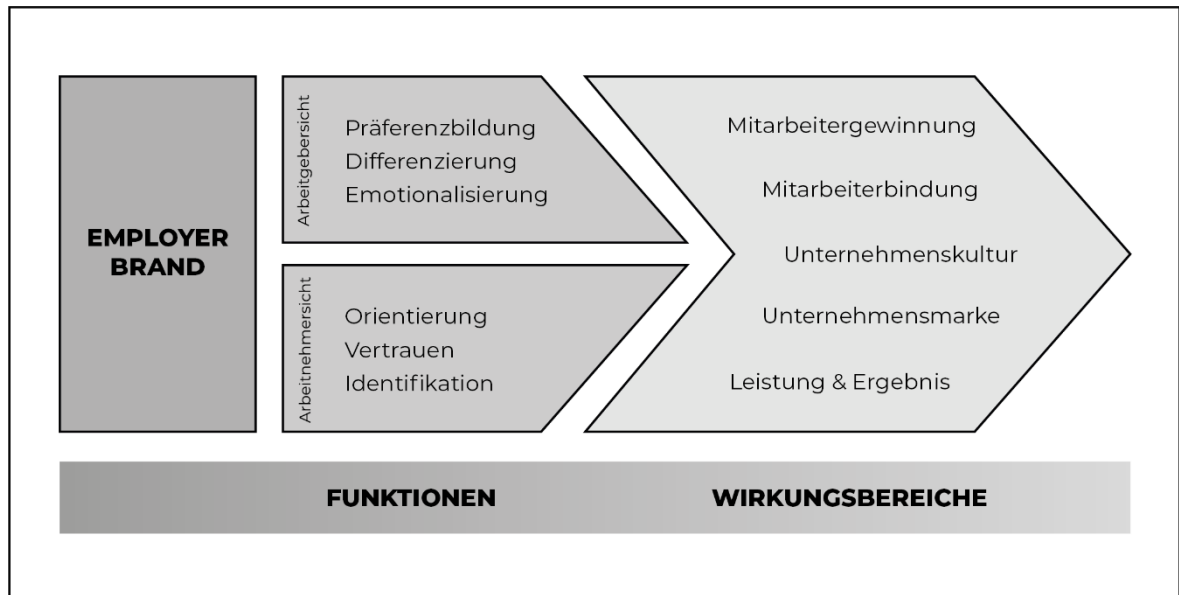 EMPLOYER
BRAND
Arbeitgebersicht
Präferenzbildung
Differenzierung
Emotionalisierung
Arbeitnehmersicht
Orientierung
Vertrauen
Identifikation
Mitarbeitergewinnung
Mitarbeiterbindung
Unternehmenskultur
Unternehmensmarke
Leistung & Ergebnis
FUNKTIONEN
WIRKUNGSBEREICHE